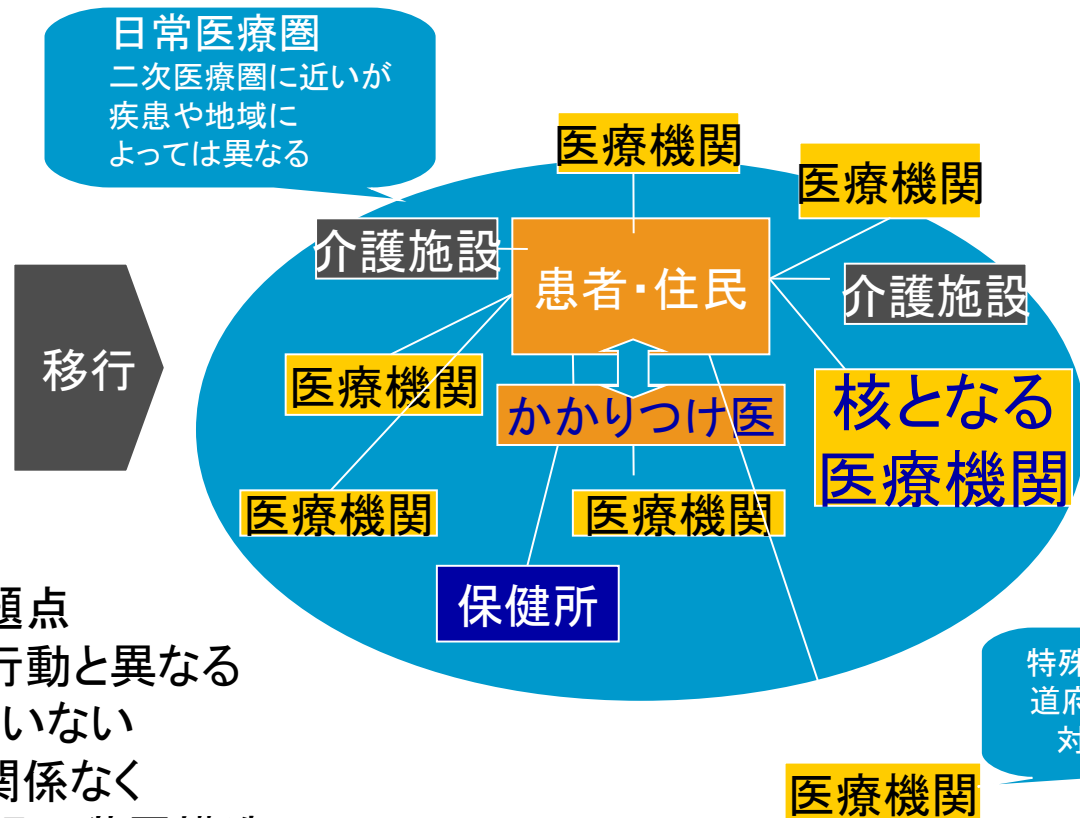 日常医療圏
二次医療圏に近いが
疾患や地域に
よっては異なる
医療機関
医療機関
介護施設
患者・住民
介護施設
移行
医療機関
かかりつけ医
核となる
医療機関
医療機関
医療機関
保健所
題点
行動と異なる
いない
関係なく
特殊
道府
対
医療機関